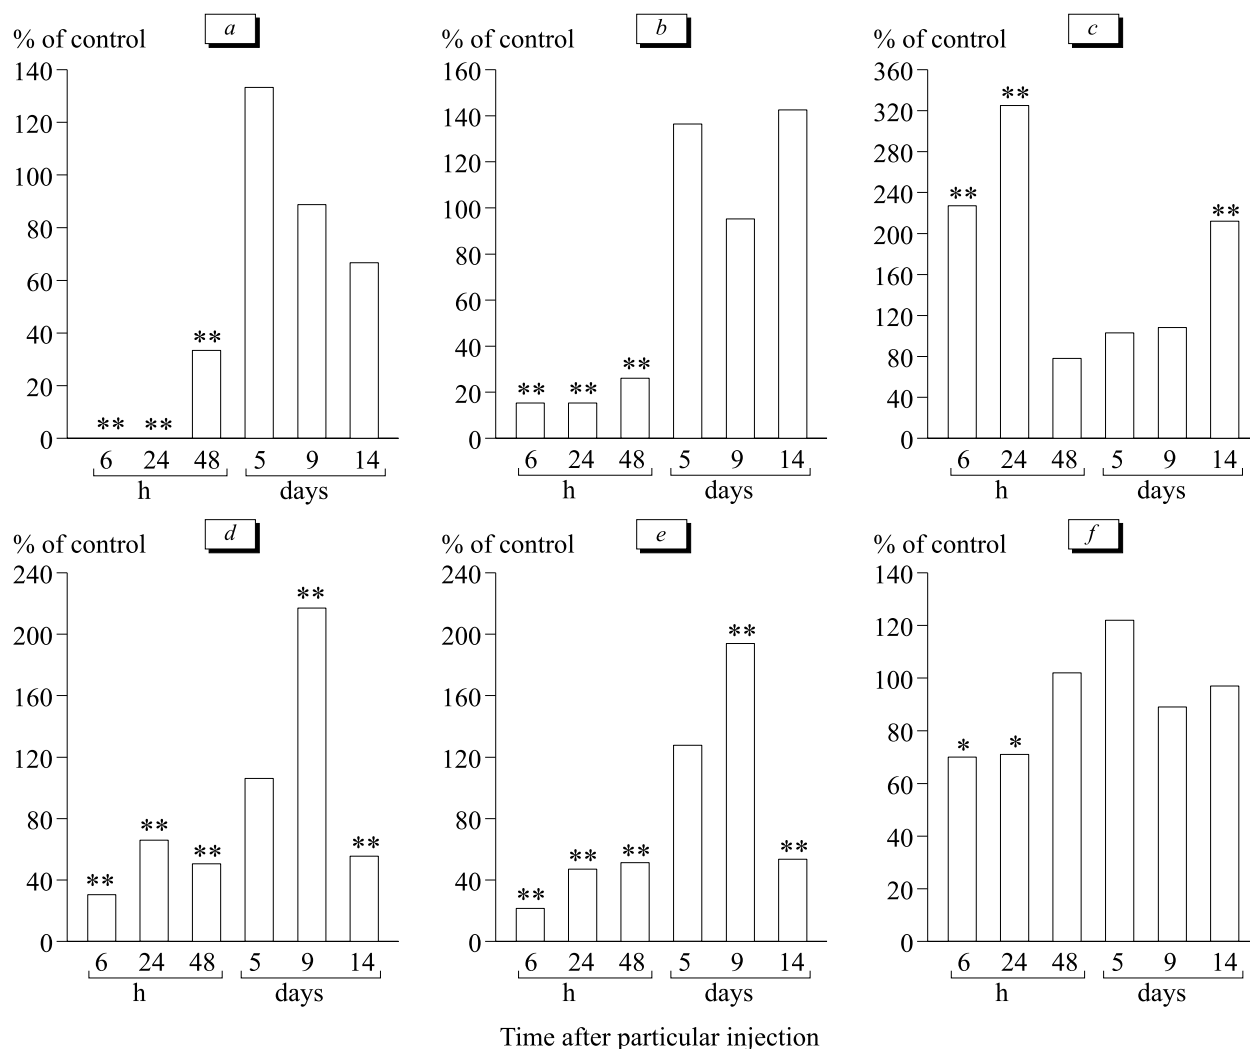 a
% of control
140
120
100
80
60
40
20
0
** ** **
6 24 48 5 9 14
h days
b
% of control
160
140
120
100
80
60
40
20
0
** ** **
6 24 48 5 9 14
h days
c
% of control
360
320
280
240
200
160
120
80
40
0
** ** **
6 24 48 5 9 14
h days
d
% of control
240
200
160
120
80
40
0
** ** ** ** **
6 24 48 5 9 14
h days
e
% of control
240
200
160
120
80
40
0
** ** ** ** **
6 24 48 5 9 14
h days
f
% of control
140
120
100
80
60
40
20
0
* *
6 24 48 5 9 14
h days
Time after particular injection